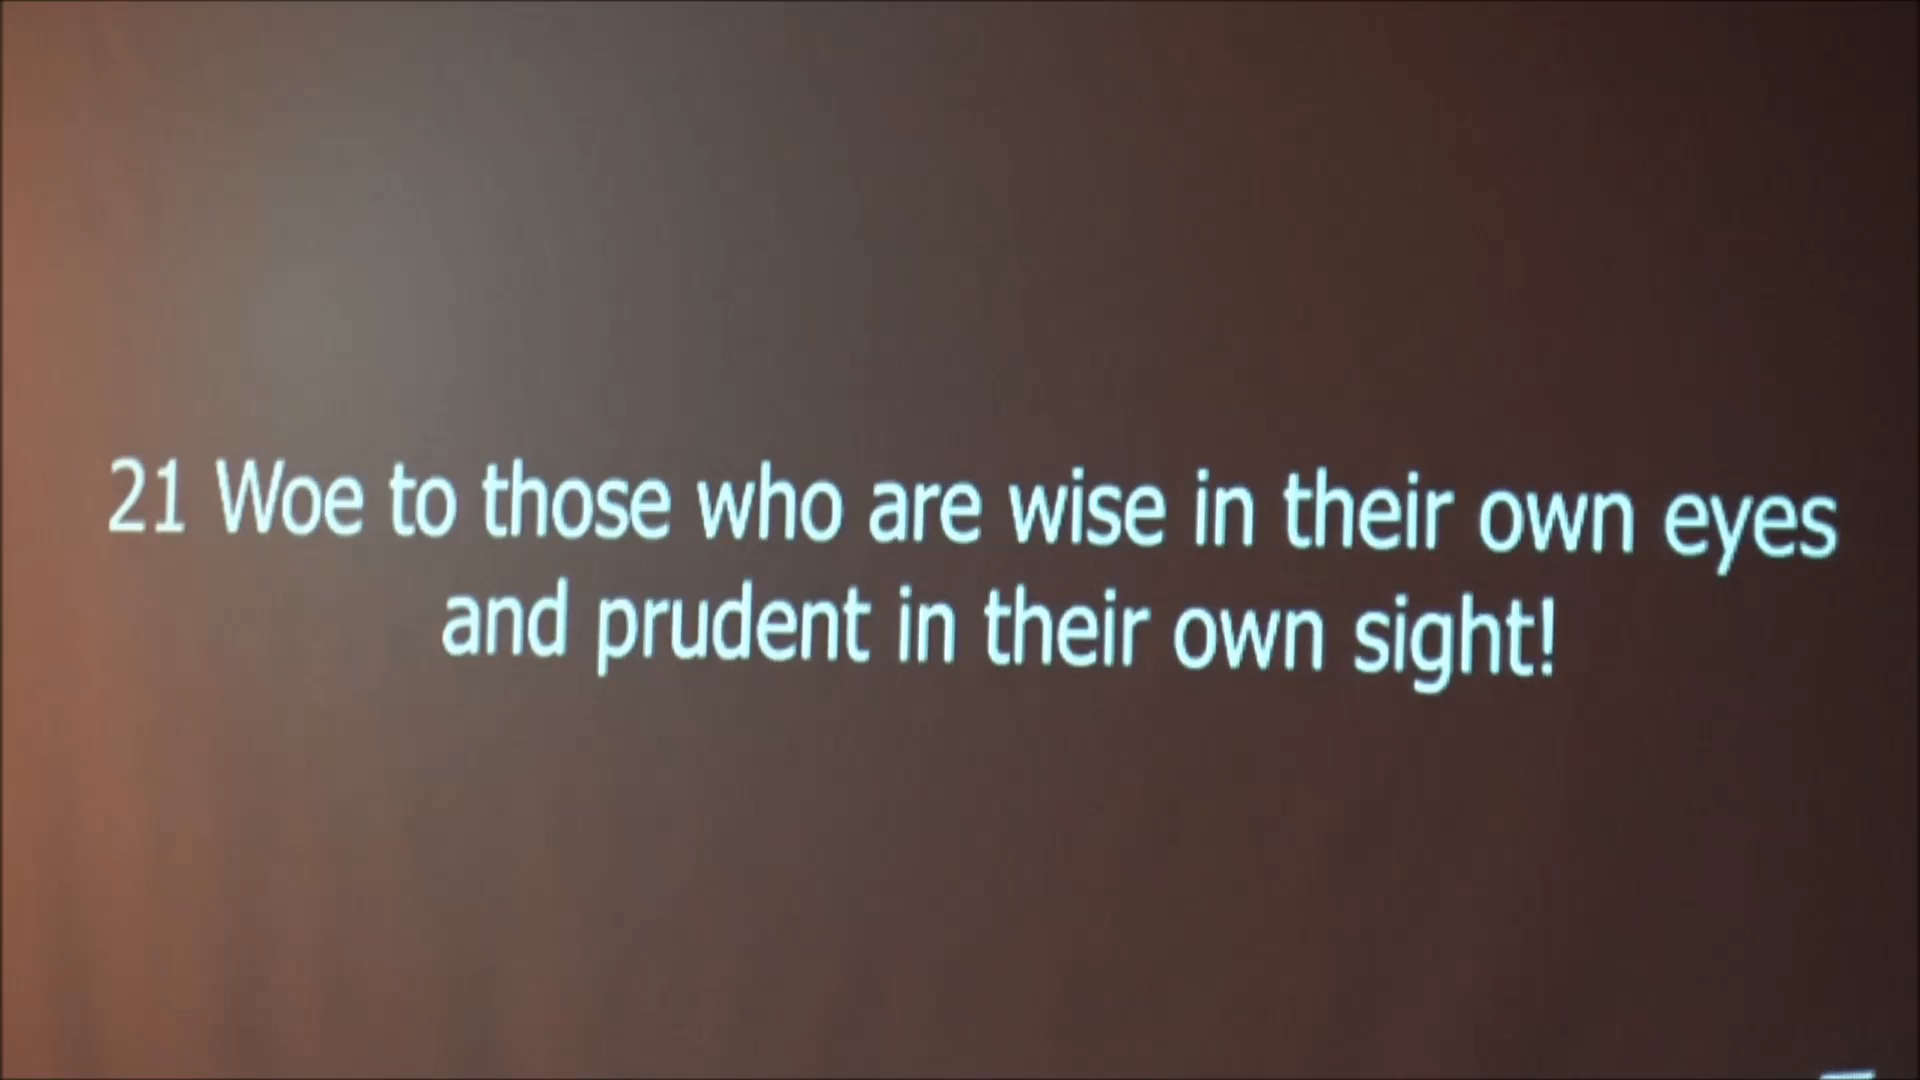 21 Woe to those who are wise in their own eyes
and prudent in their own sight!